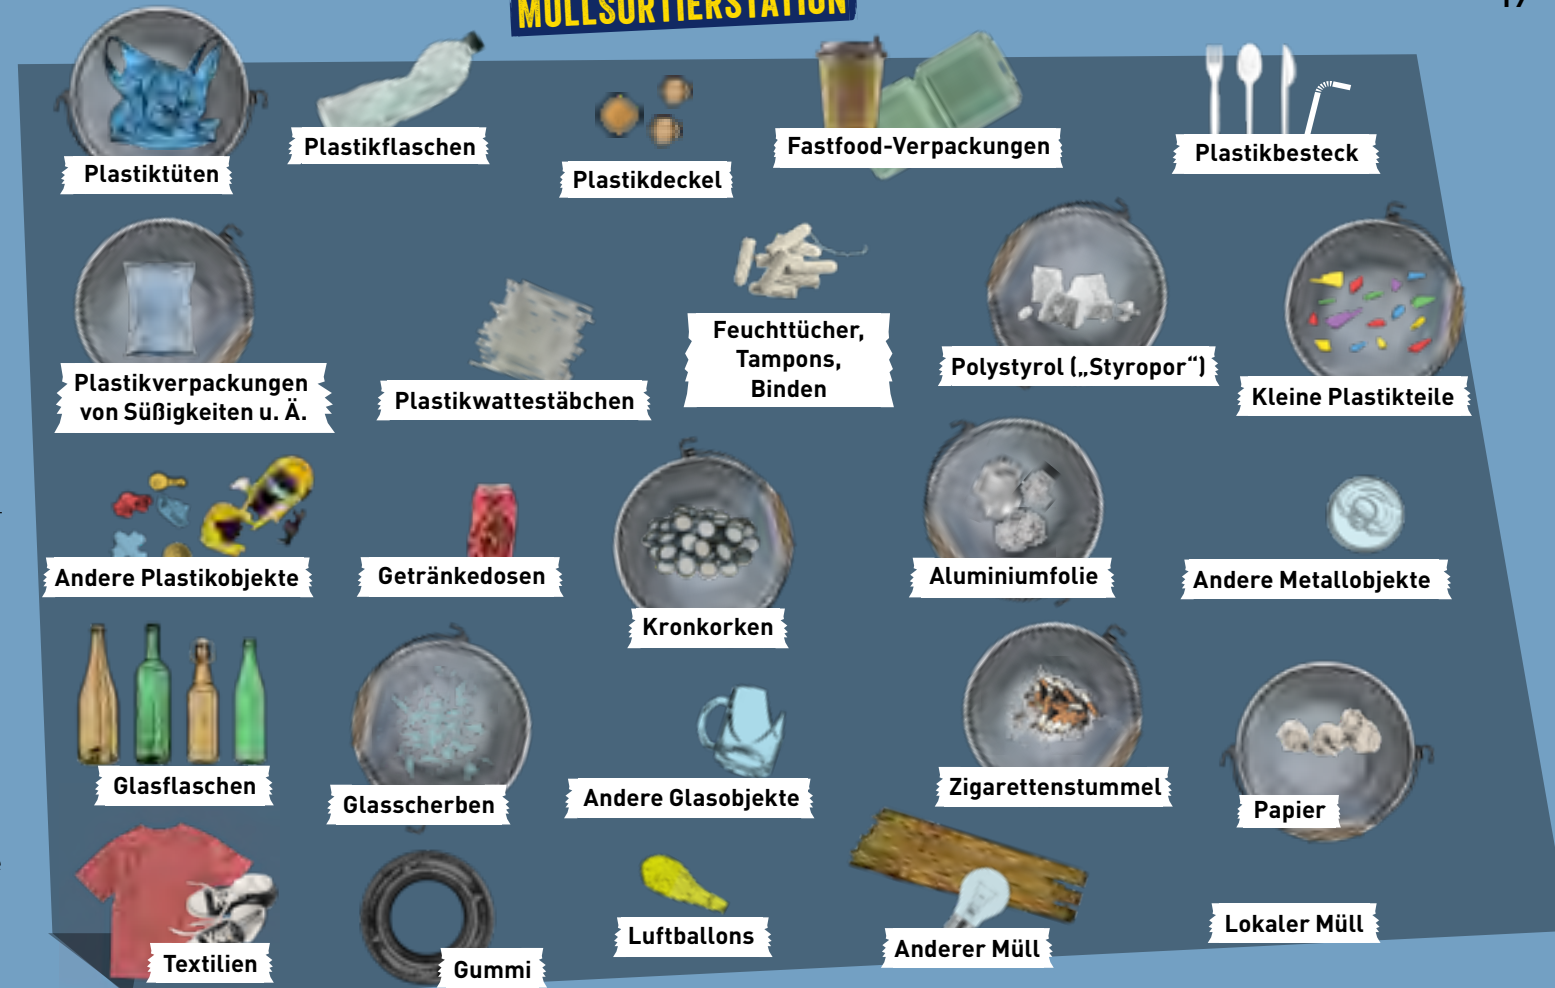 MÜLLSORTIERSTATION
Plastiktüten
Plastikflaschen
Plastikdeckel
Fastfood-Verpackungen
Plastikbesteck
Plastikverpackungen
von Süßigkeiten u. Ä.
Plastikwattestäbchen
Feuchttücher,
Tampons,
Binden
Polystyrol („Styropor“)
Kleine Plastikteile
Andere Plastikobjekte
Getränkedosen
Kronkorken
Aluminiumfolie
Andere Metallobjekte
Glasflaschen
Glasscherben
Andere Glasobjekte
Zigarettenstummel
Papier
Textilien
Gummi
Luftballons
Anderer Müll
Lokaler Müll